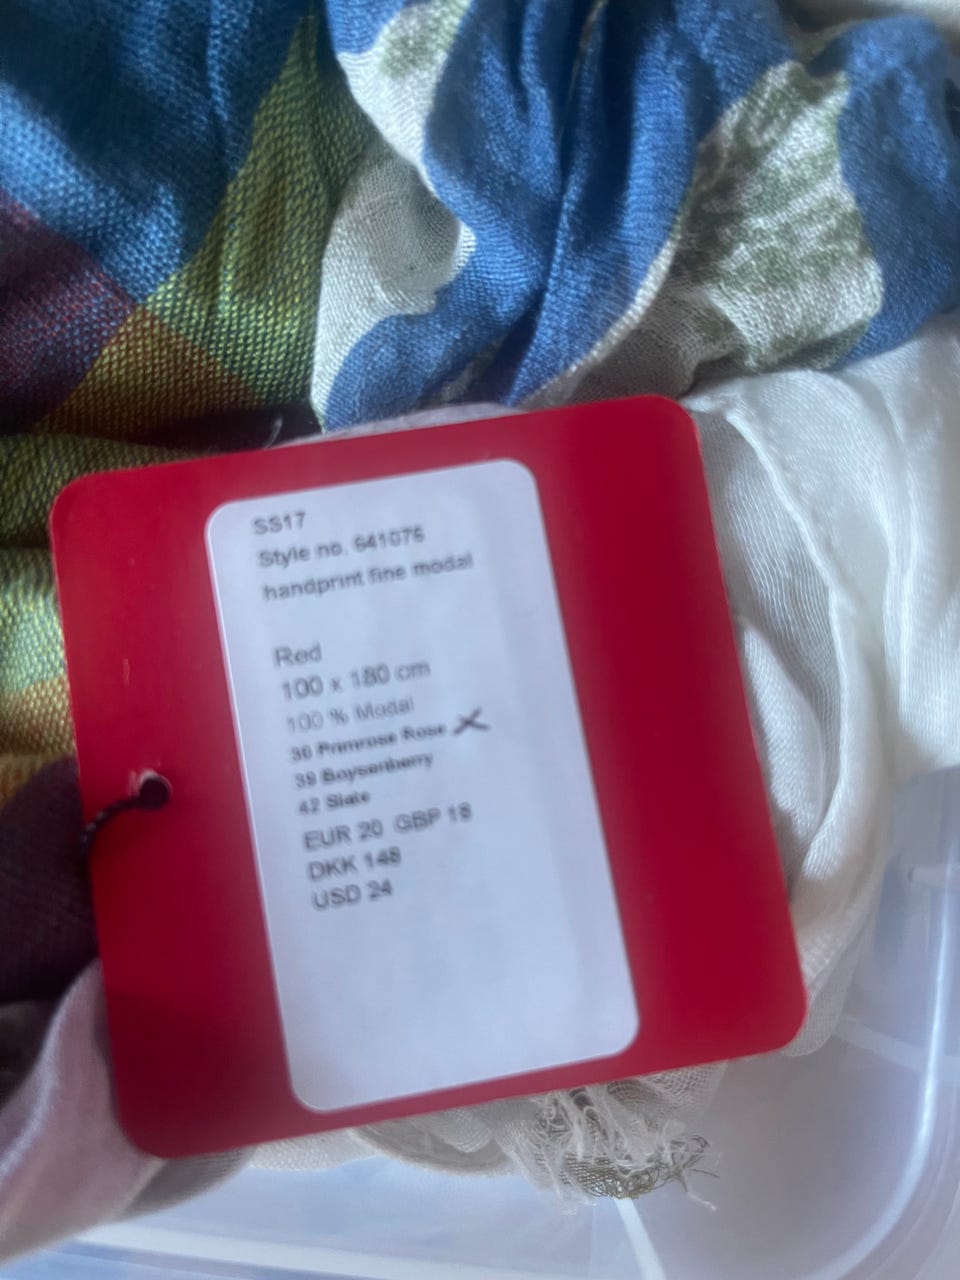 SS17
Style no. 641076
handprint fine modal
Red
100 x 180 cm
100 % Modal
30 Primrose Rose X
39 Boysenberry
42 Slate
EUR 20 GBP 18
DKK 148
USD 24